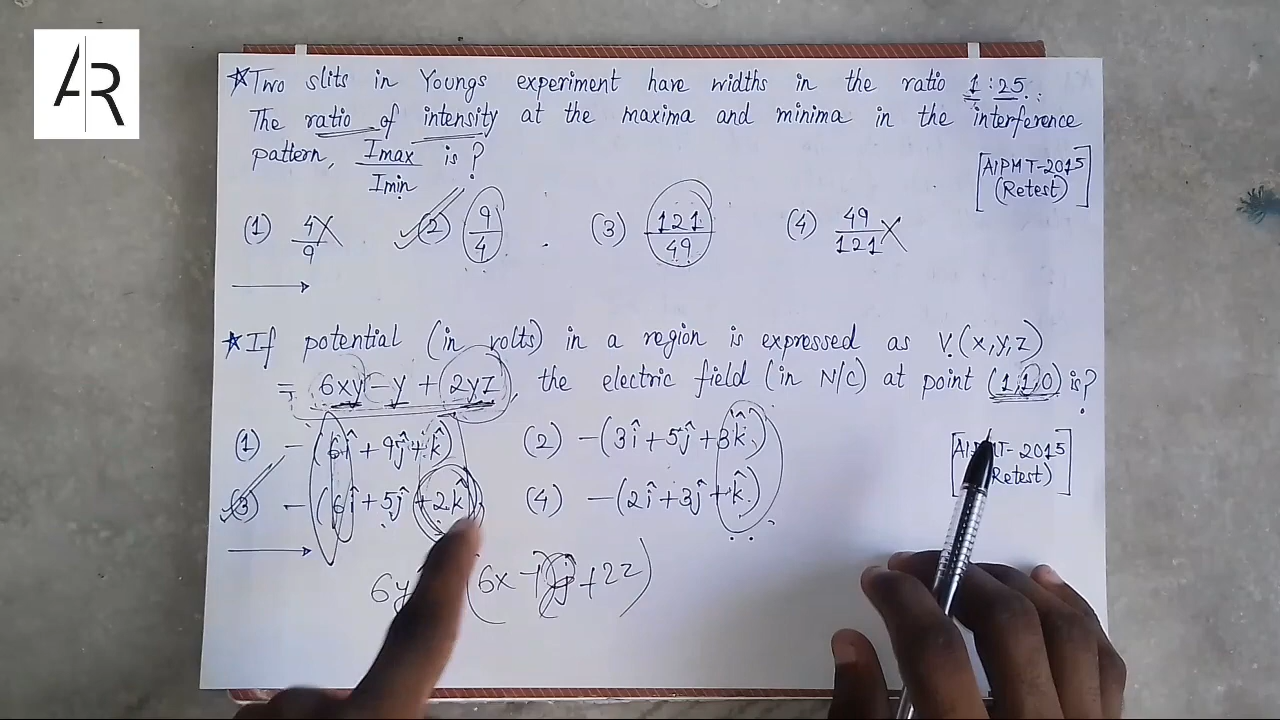 AR
★Two slits in Youngs experiment have widths in the ratio 1:25.
The ratio of intensity at the maxima and minima in the interference
pattern, Imax/Imin is?
[AIPMT-2015
(Retest)]
(1) 4/9 (2) 9/4 (3) 121/49 (4) 49/121
★If potential (in volts) in a region is expressed as V(x,y,z)
= 6xy - y + 2yz, the electric field (in N/C) at point (1,1,0) is?
(1) -(6î + 9ĵ + k̂) (2) -(3î + 5ĵ + 3k̂)
[AIPMT-2015
Retest)]
(3) -(6î + 5ĵ + 2k̂) (4) -(2î + 3ĵ + k̂)
6y (6x - 1 + 2z)